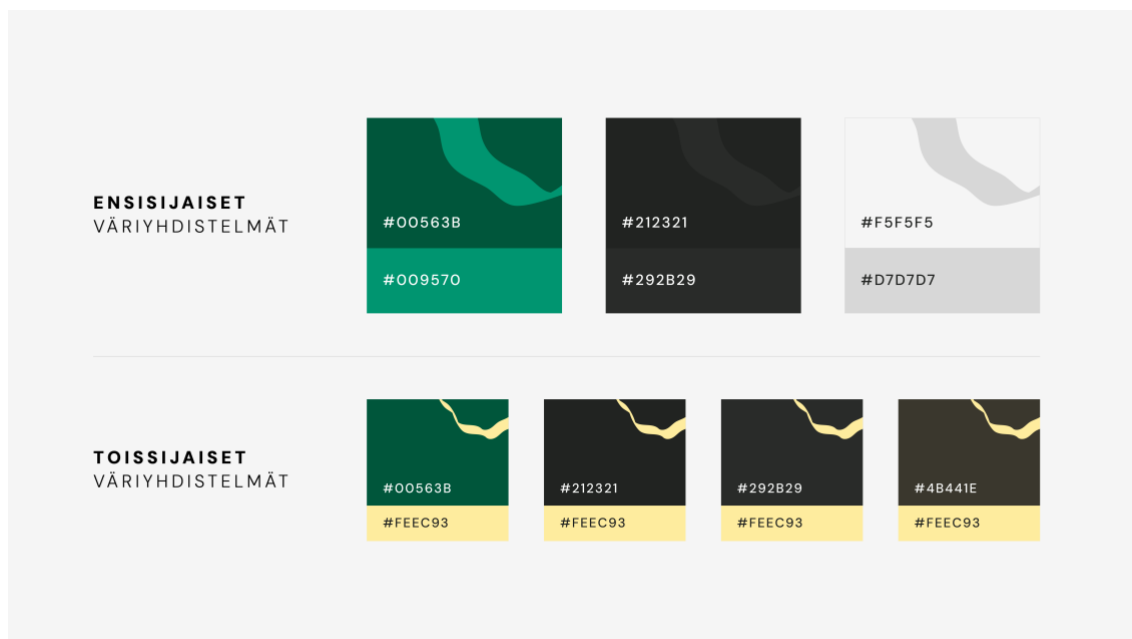 ENSISIJAISET
VÄRIYHDISTELMÄT
#00563B
#009570
#212321
#292B29
#F5F5F5
#D7D7D7
TOISSIJAISET
VÄRIYHDISTELMÄT
#00563B
#FEEC93
#212321
#FEEC93
#292B29
#FEEC93
#4B441E
#FEEC93